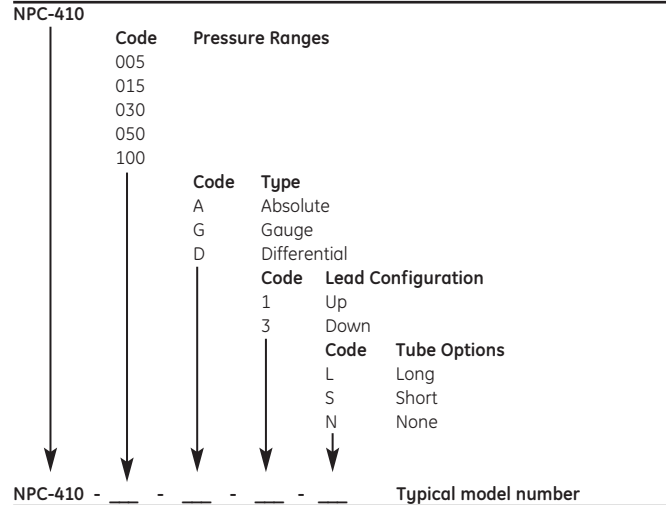 NPC-410
Code Pressure Ranges
005
015
030
050
100
Code Type
A Absolute
G Gauge
D Differential
Code Lead Configuration
1 Up
3 Down
Code Tube Options
L Long
S Short
N None
NPC-410 - ___ - ___ - ___ - ___ Typical model number